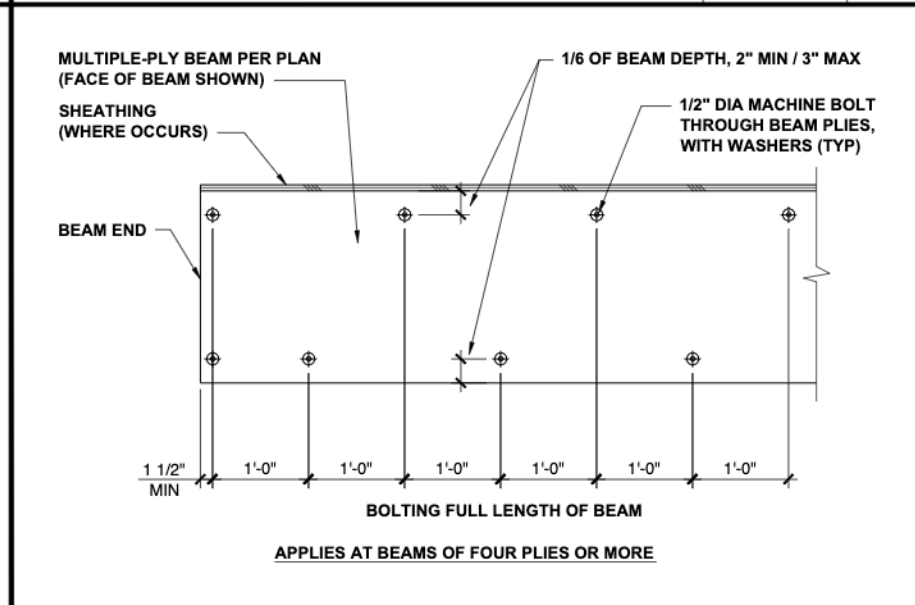 MULTIPLE-PLY BEAM PER PLAN
(FACE OF BEAM SHOWN)
1/6 OF BEAM DEPTH, 2" MIN / 3" MAX
SHEATHING
(WHERE OCCURS)
1/2" DIA MACHINE BOLT
THROUGH BEAM PLIES,
WITH WASHERS (TYP)
BEAM END
1 1/2"
MIN
1'-0"
1'-0"
1'-0"
1'-0"
1'-0"
1'-0"
BOLTING FULL LENGTH OF BEAM
APPLIES AT BEAMS OF FOUR PLIES OR MORE